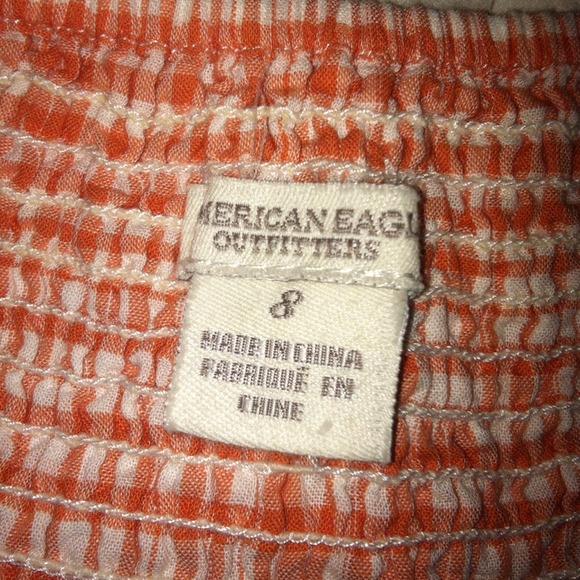 MERICAN EAGL
OUTFITTERS
8
MADE IN CHINA
FABRIQUÉ EN
CHINE